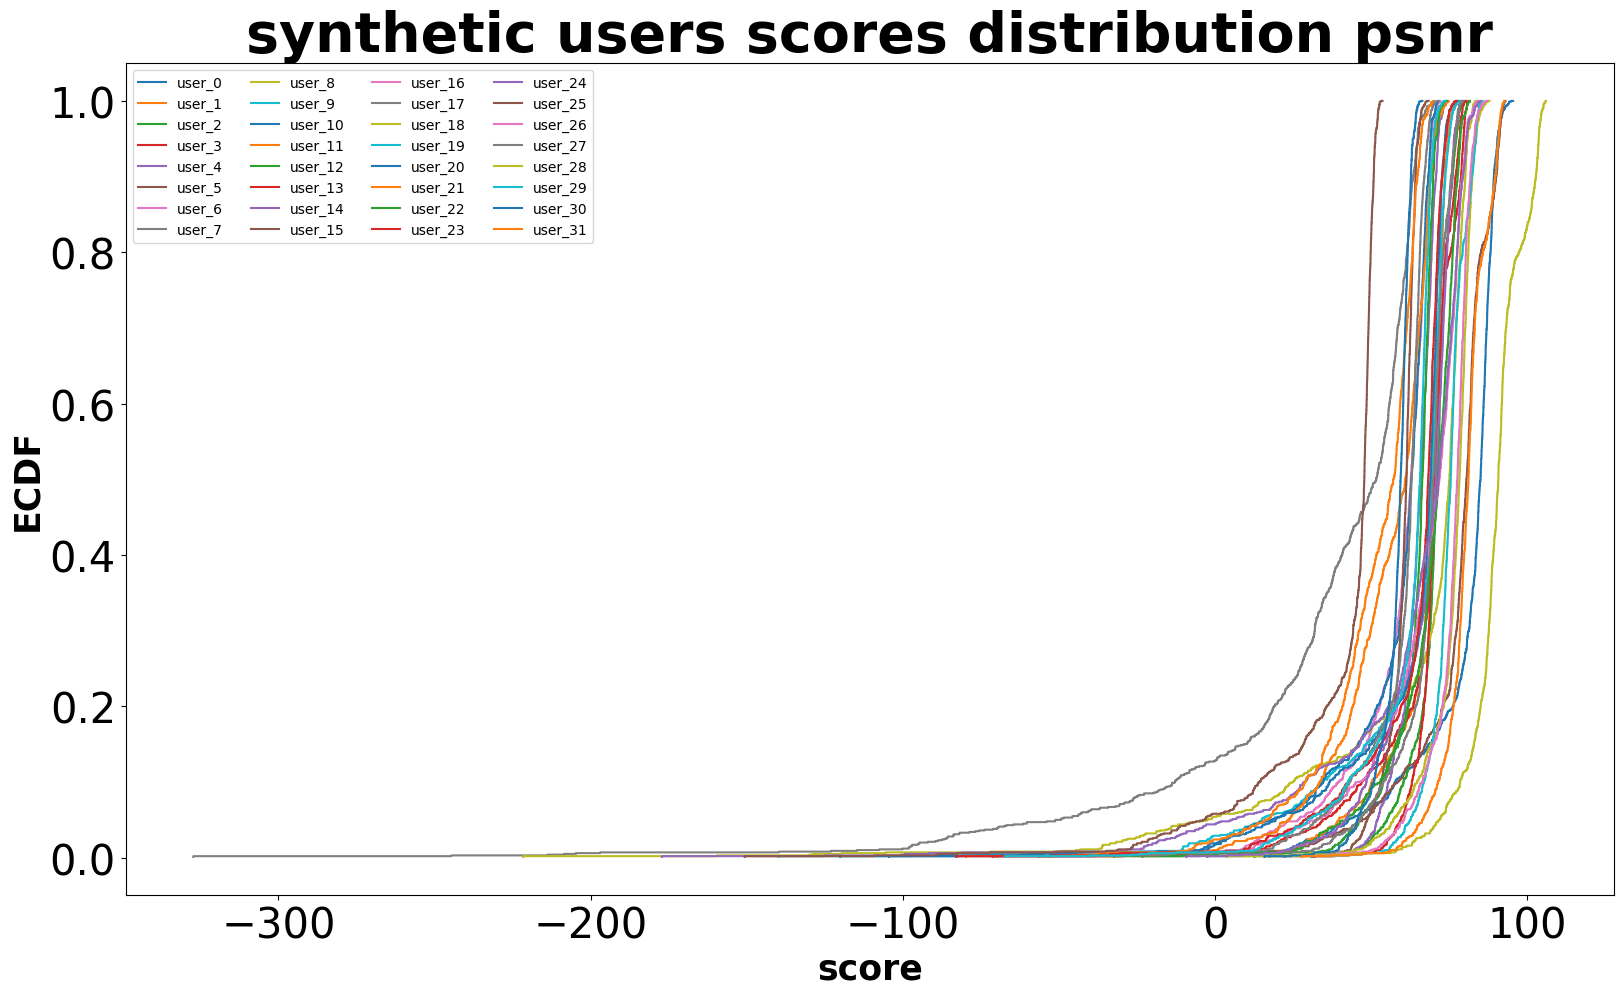 synthetic users scores distribution psnr
user_0 user_8 user_16 user_24
user_1 user_9 user_17 user_25
user_2 user_10 user_18 user_26
user_3 user_11 user_19 user_27
user_4 user_12 user_20 user_28
user_5 user_13 user_21 user_29
user_6 user_14 user_22 user_30
user_7 user_15 user_23 user_31
ECDF
1.0
0.8
0.6
0.4
0.2
0.0
−300 −200 −100 0 100
score